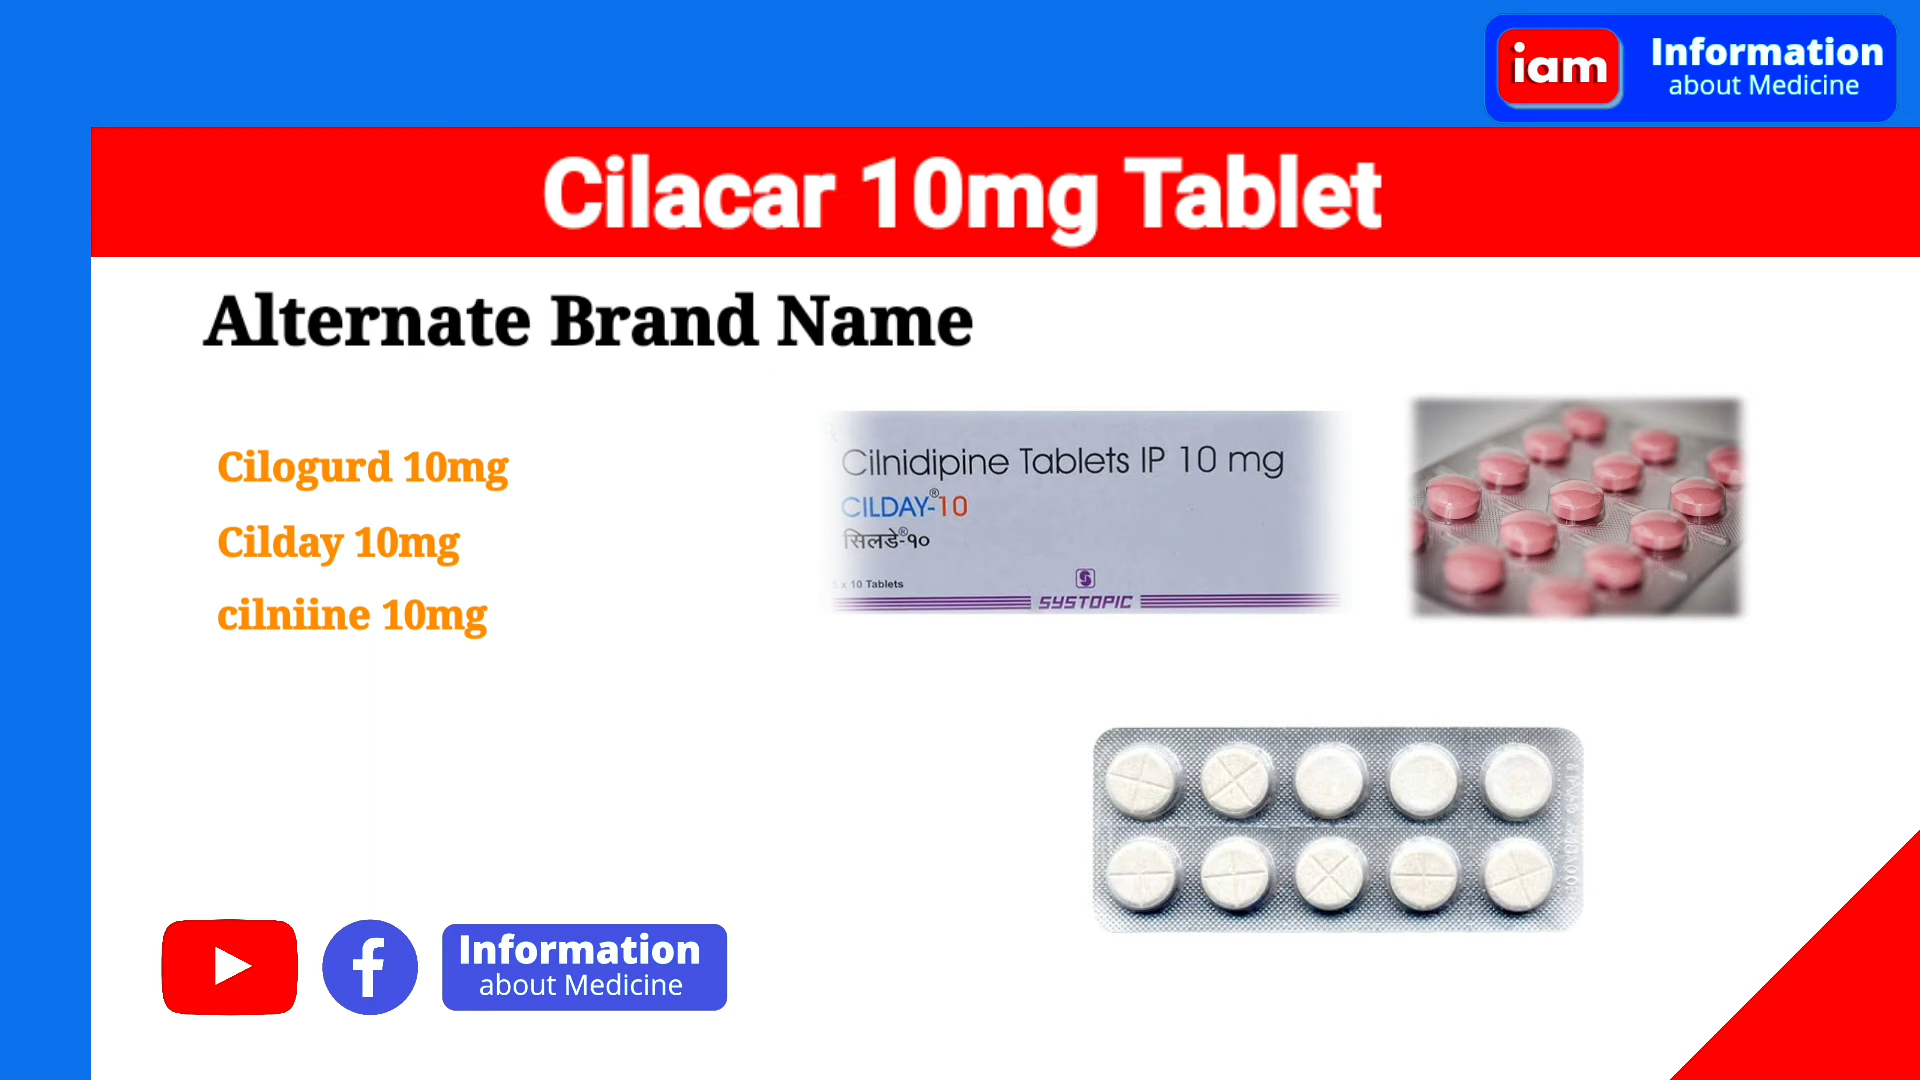 iam
Information
about Medicine
Cilacar 10mg Tablet
Alternate Brand Name
Cilogurd 10mg
Cilday 10mg
cilniine 10mg
Cilnidipine Tablets IP 10 mg
CILDAY®-10
सिलडे®-१०
5 x 10 Tablets
SYSTOPIC
Information
about Medicine